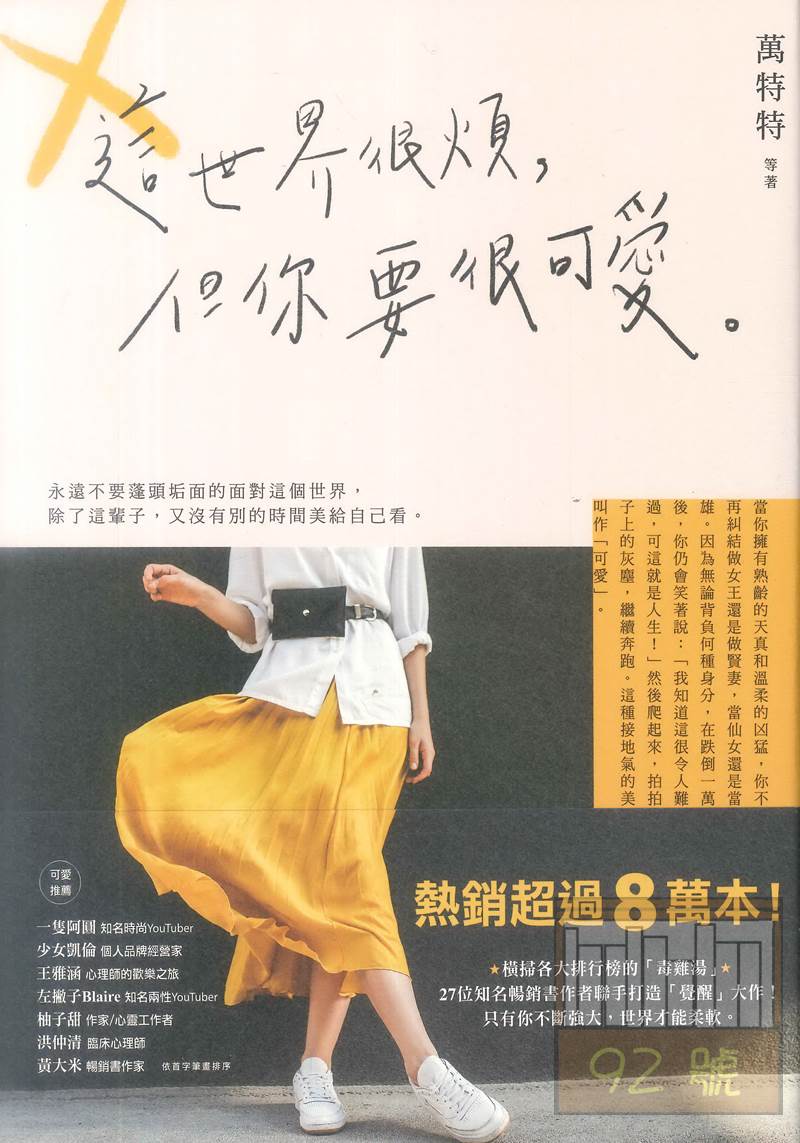 萬特特
等著
這世界很煩，
但你要很可愛。
永遠不要蓬頭垢面的面對這個世界，
除了這輩子，又沒有別的時間美給自己看。
當你擁有熟齡的天真和溫柔的凶猛，你不
再糾結做女王還是做賢妻，當仙女還是當
雄。因為無論背負何種身分，在跌倒一萬
後，你仍會笑著說：「我知道這很令人難
過，可這就是人生！」然後爬起來，拍拍
子上的灰塵，繼續奔跑。這種接地氣的美
叫作「可愛」。
可愛
推薦
一隻阿圓 知名時尚YouTuber
少女凱倫 個人品牌經營家
王雅涵 心理師的歡樂之旅
左撇子Blaire 知名兩性YouTuber
柚子甜 作家/心靈工作者
洪仲清 臨床心理師
黃大米 暢銷書作家 依首字筆畫排序
熱銷超過8萬本！
★橫掃各大排行榜的「毒雞湯」★
27位知名暢銷書作者聯手打造「覺醒」大作！
只有你不斷強大，世界才能柔軟。
92號